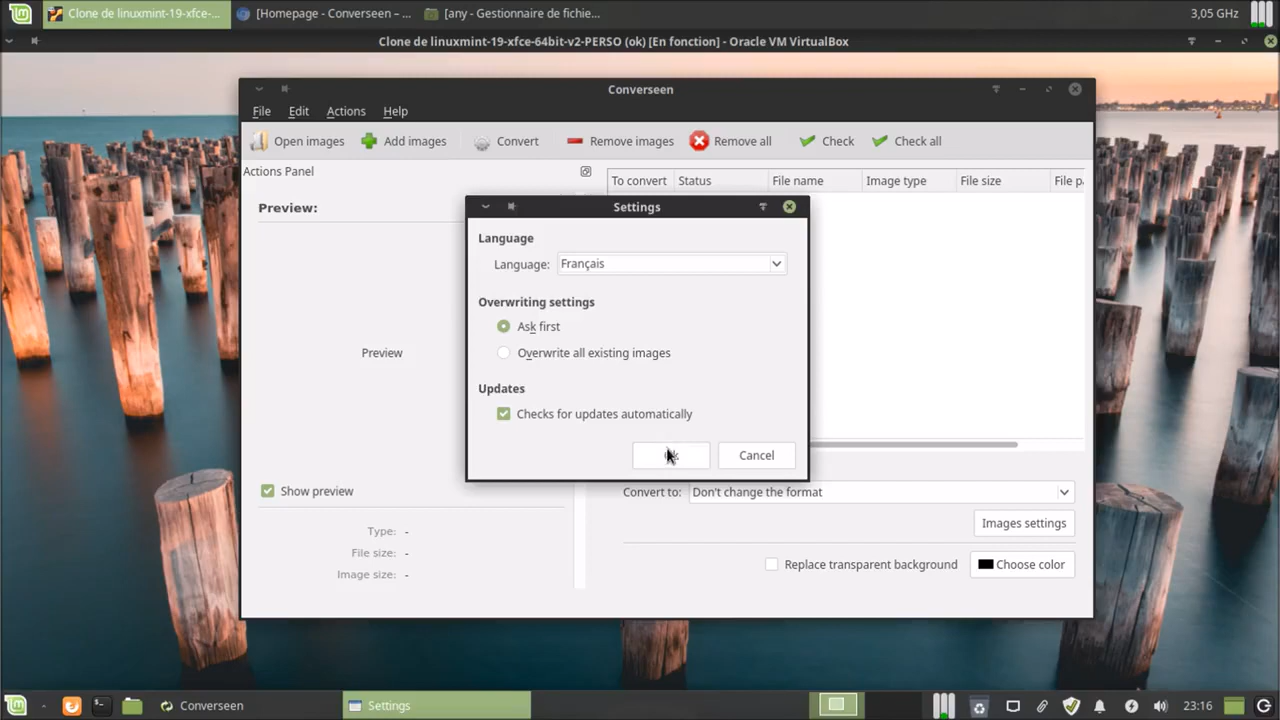 Clone de linuxmint-19-xfce-... [Homepage - Converseen – ... [any - Gestionnaire de fichie... 3,05 GHz
Clone de linuxmint-19-xfce-64bit-v2-PERSO (ok) [En fonction] - Oracle VM VirtualBox
Converseen
File Edit Actions Help
Open images Add images Convert Remove images Remove all Check Check all
Actions Panel
To convert Status File name Image type File size File pa
Preview:
Settings
Language
Language: Français
Overwriting settings
Ask first
Overwrite all existing images
Preview
Updates
Checks for updates automatically
Cancel
Show preview
Convert to: Don't change the format
Images settings
Type: -
File size: -
Image size: -
Replace transparent background Choose color
Converseen Settings 23:16